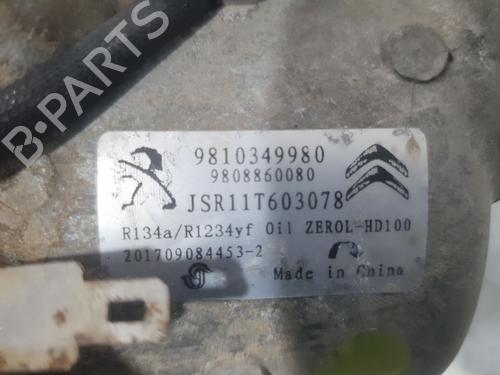 B-PARTS
9810349980
9808860080
JSR11T603078
R134a/R1234yf Oil ZEROL-HD100
201709084453-2
Made in China